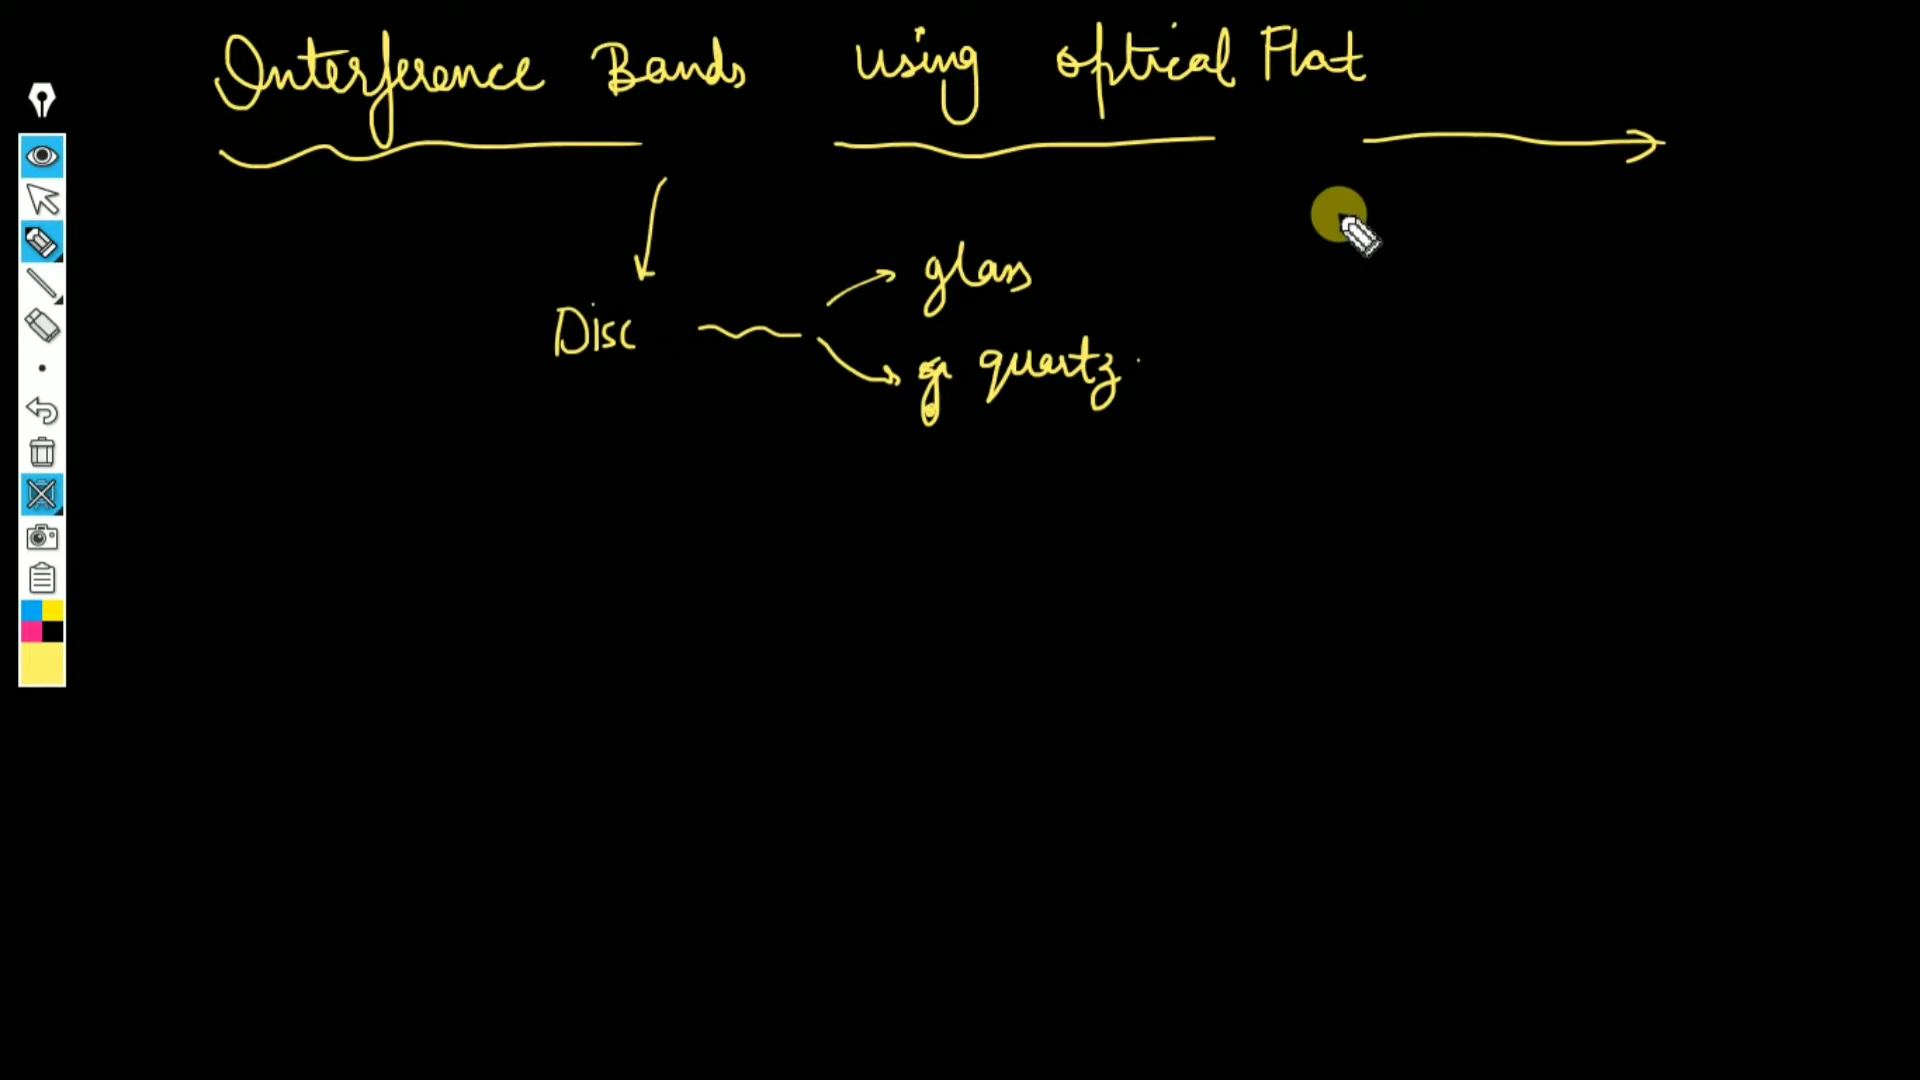 Interference Bands using optical Flat
glass
Disc
quartz